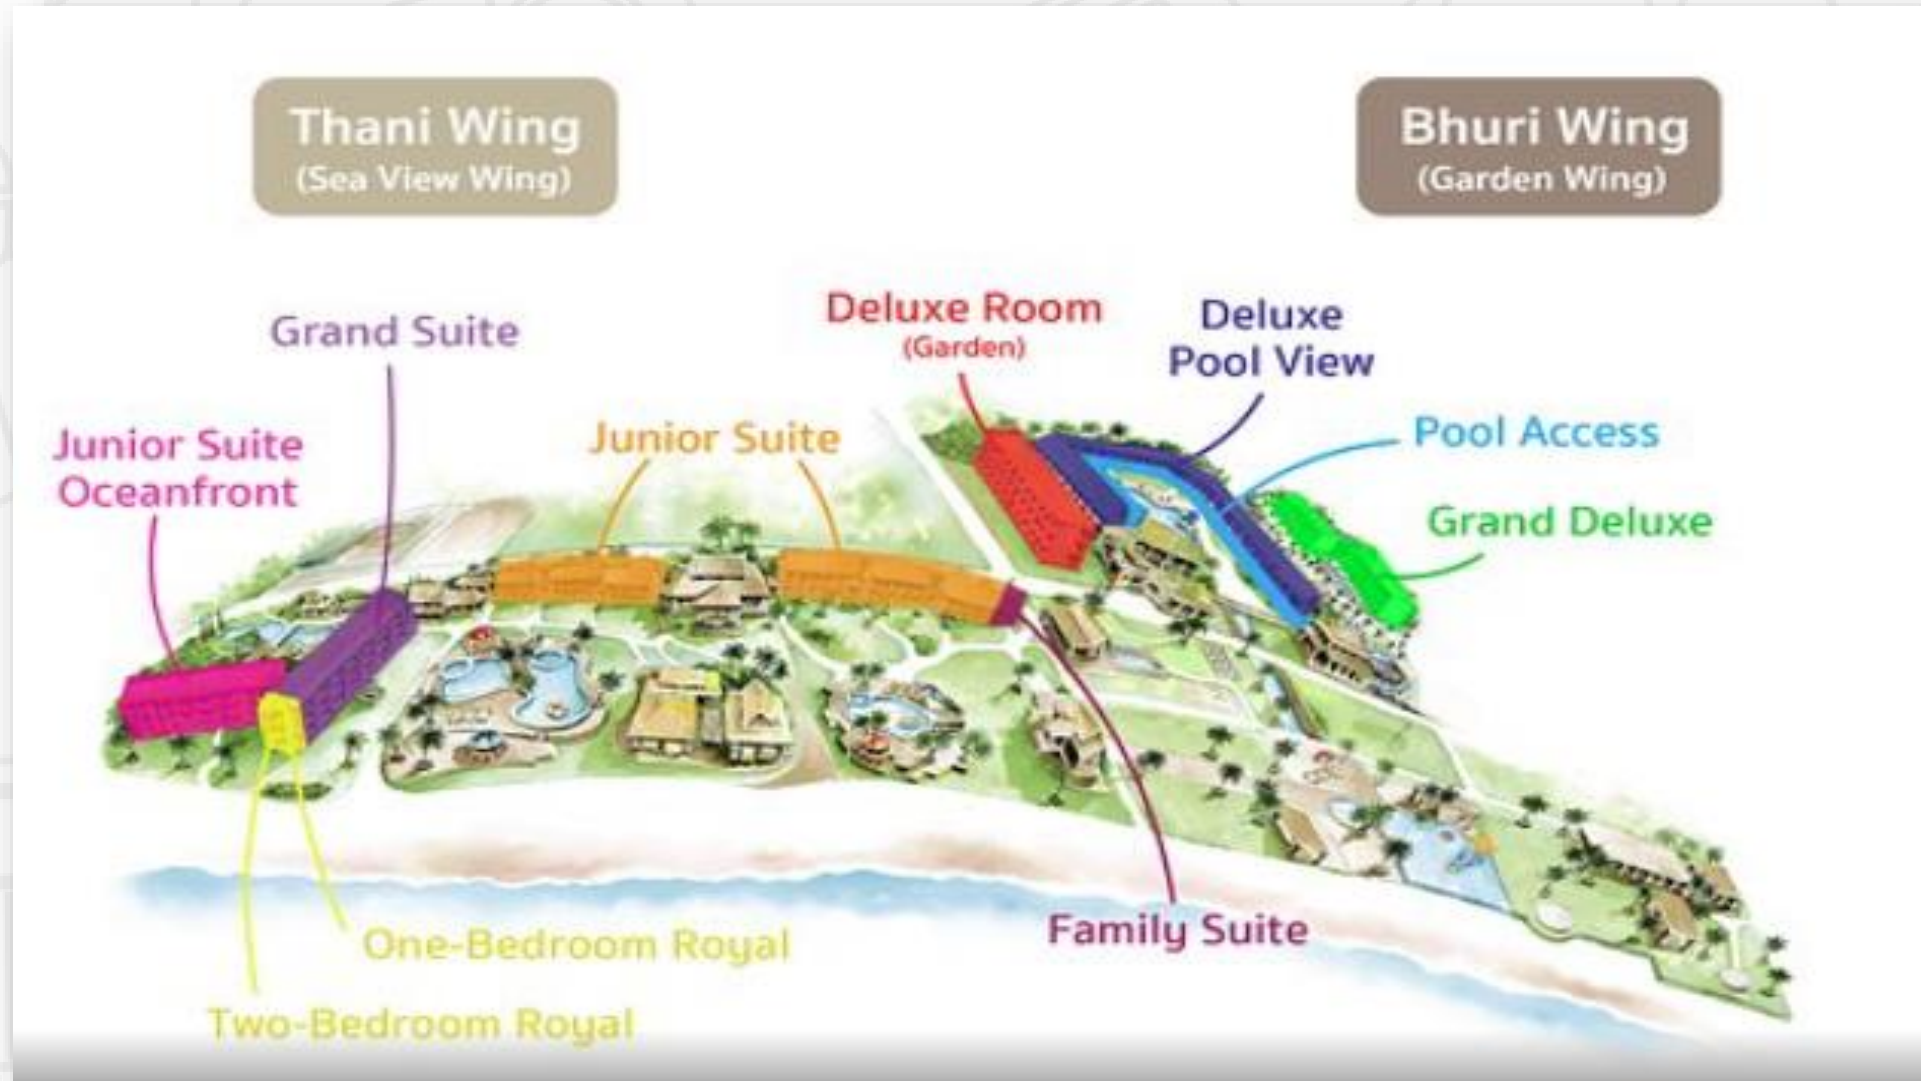 Thani Wing
(Sea View Wing)
Bhuri Wing
(Garden Wing)
Grand Suite
Deluxe Room
(Garden)
Deluxe
Pool View
Junior Suite
Oceanfront
Junior Suite
Pool Access
Grand Deluxe
Family Suite
One-Bedroom Royal
Two-Bedroom Royal